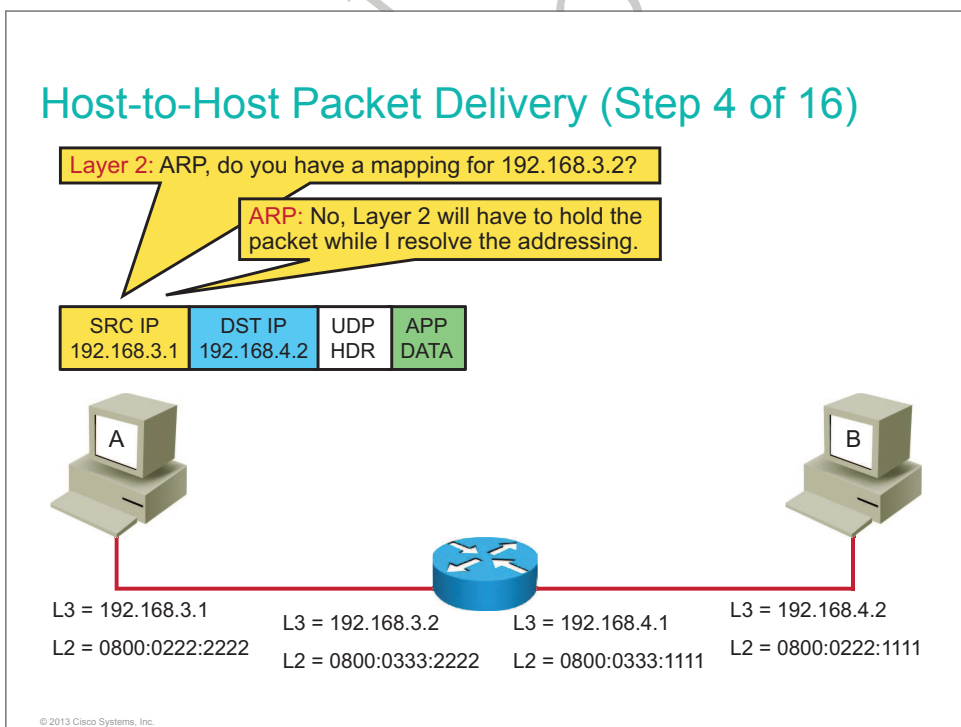 Host-to-Host Packet Delivery (Step 4 of 16)
Layer 2: ARP, do you have a mapping for 192.168.3.2?
ARP: No, Layer 2 will have to hold the
packet while I resolve the addressing.
SRC IP
192.168.3.1
DST IP
192.168.4.2
UDP
HDR
APP
DATA
A
B
L3 = 192.168.3.1
L2 = 0800:0222:2222
L3 = 192.168.3.2
L2 = 0800:0333:2222
L3 = 192.168.4.1
L2 = 0800:0333:1111
L3 = 192.168.4.2
L2 = 0800:0222:1111
© 2013 Cisco Systems, Inc.